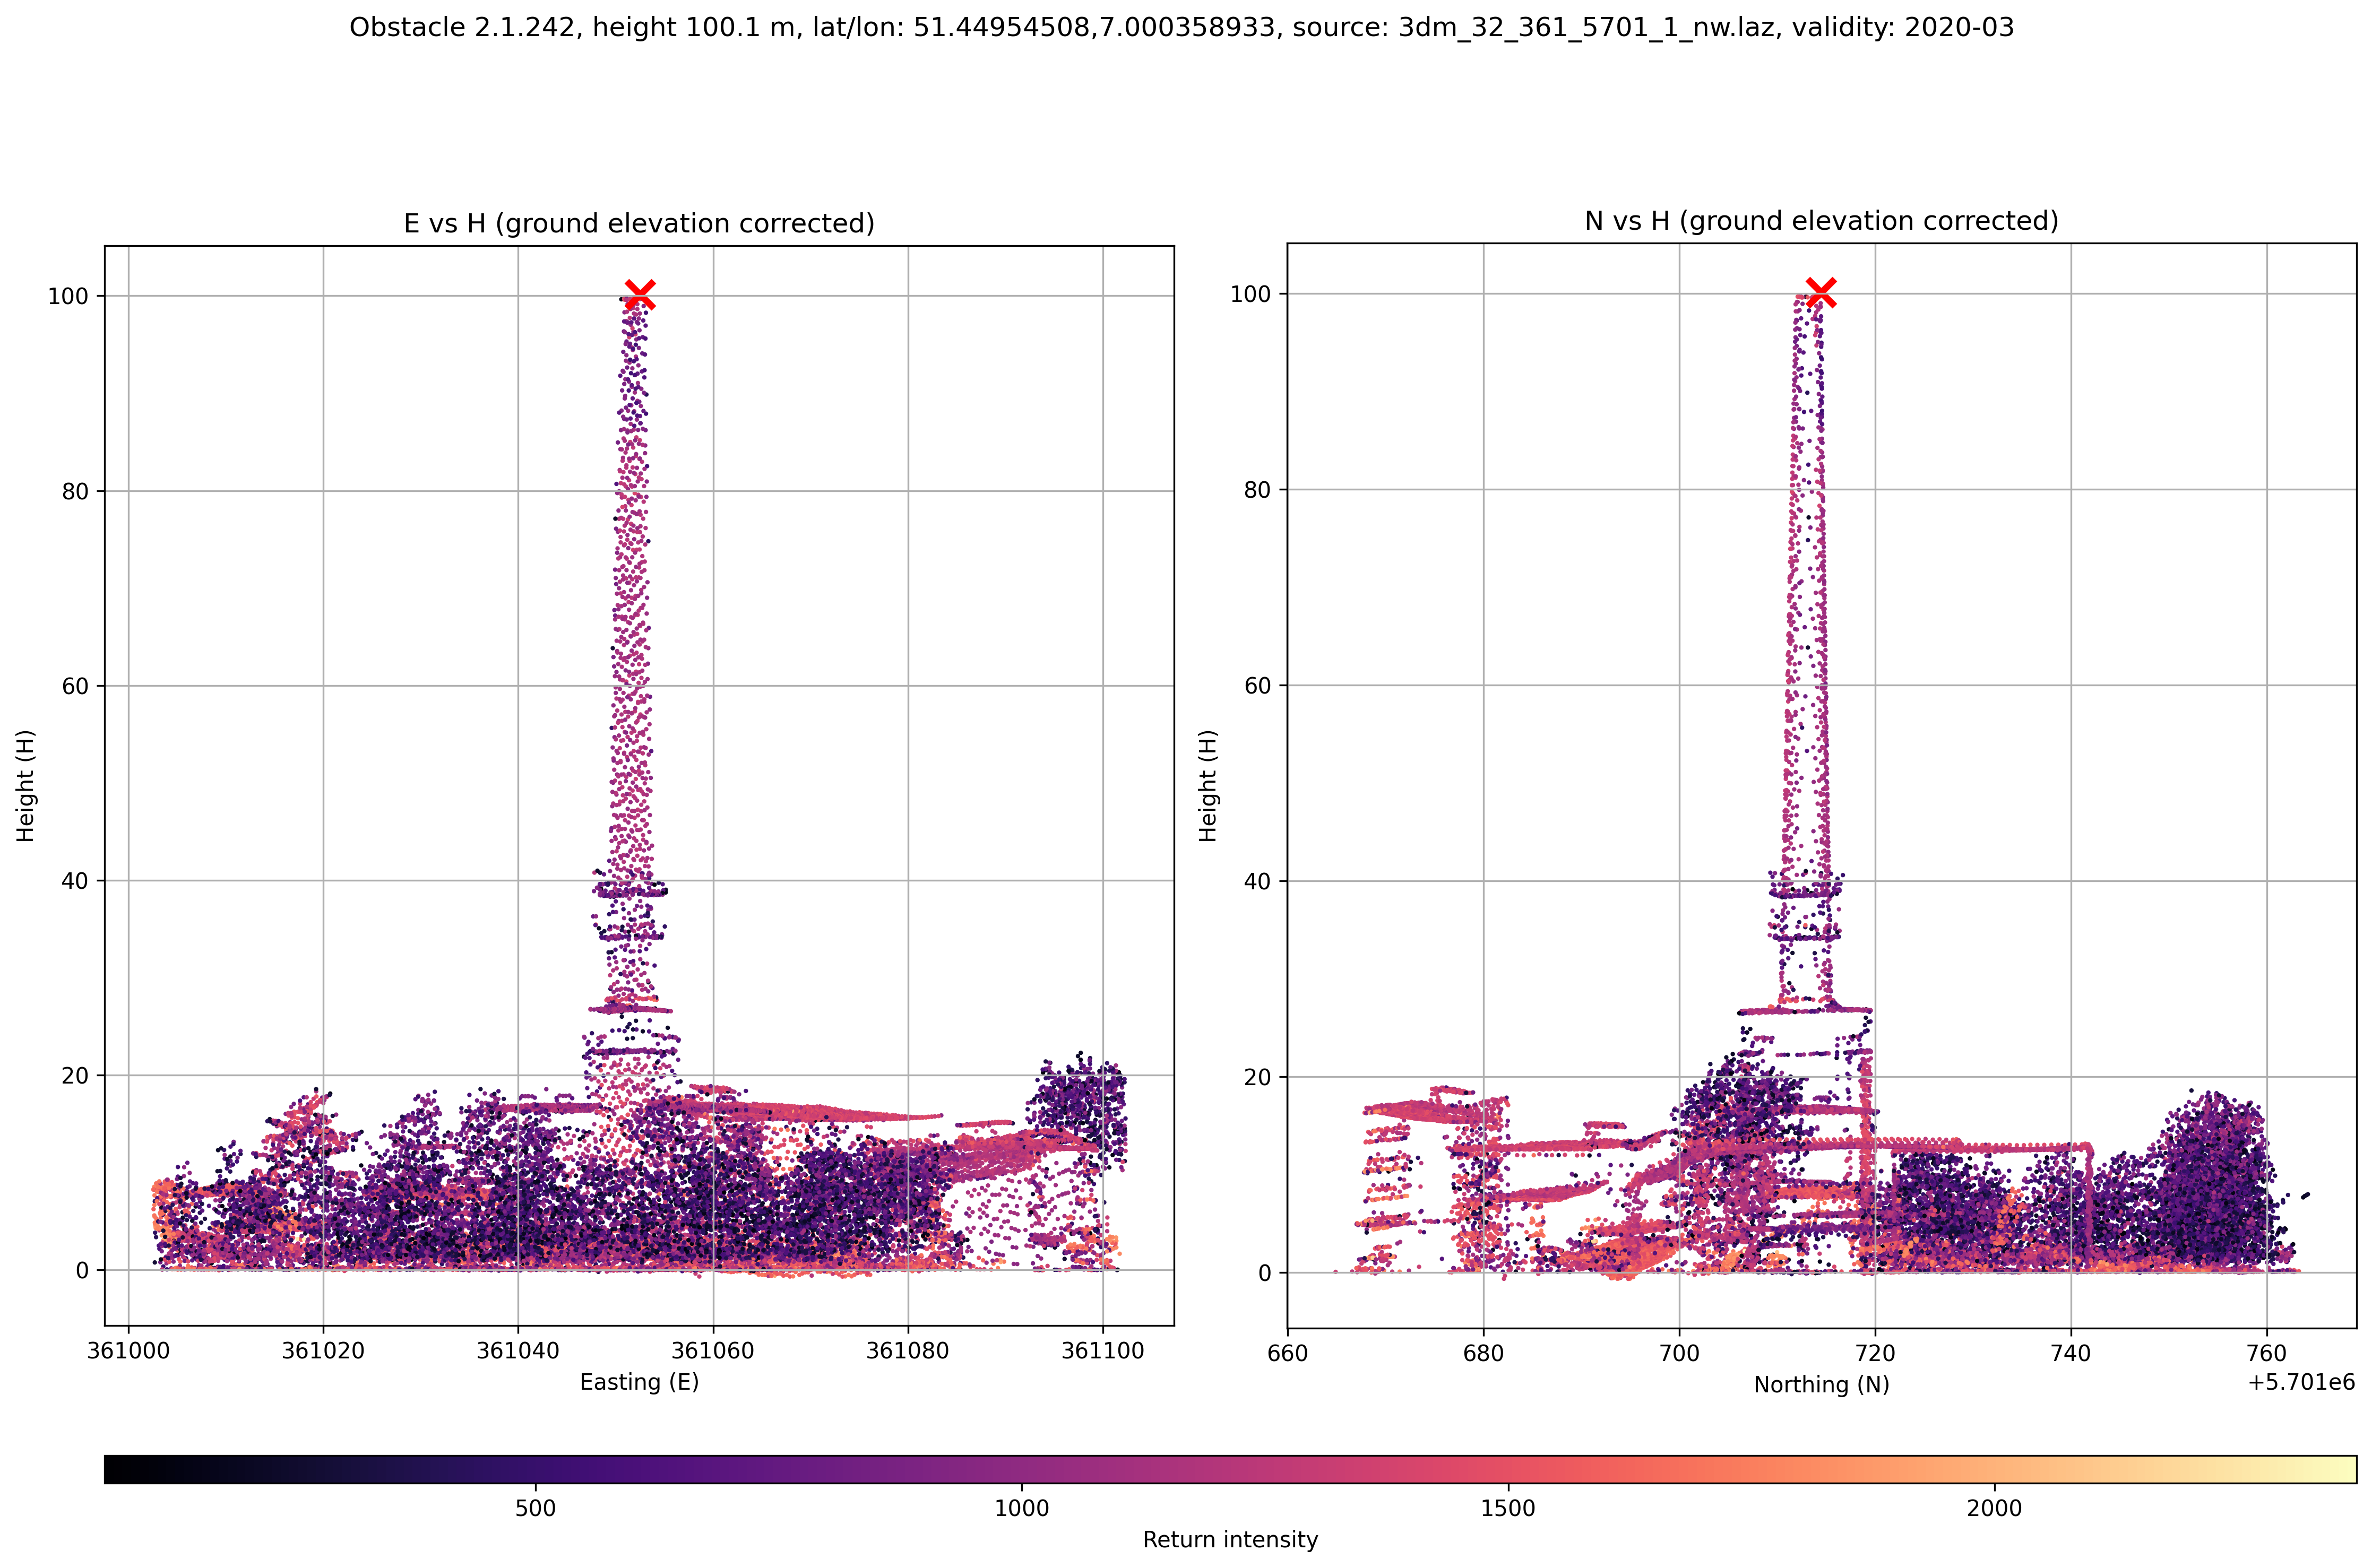 Obstacle 2.1.242, height 100.1 m, lat/lon: 51.44954508,7.000358933, source: 3dm_32_361_5701_1_nw.laz, validity: 2020-03
E vs H (ground elevation corrected)
N vs H (ground elevation corrected)
100
80
60
40
20
0
Height (H)
361000 361020 361040 361060 361080 361100
Easting (E)
100
80
60
40
20
0
Height (H)
660 680 700 720 740 760
Northing (N)
+5.701e6
500 1000 1500 2000
Return intensity